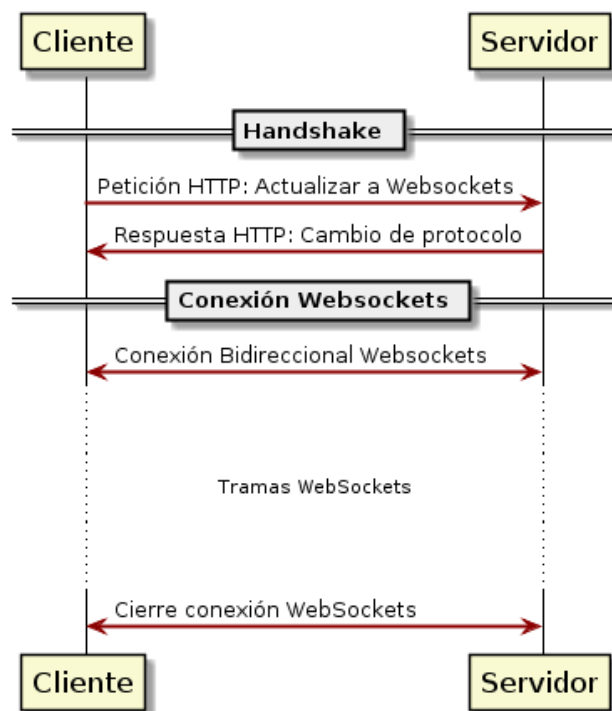 Cliente
Servidor
Handshake
Petición HTTP: Actualizar a Websockets
Respuesta HTTP: Cambio de protocolo
Conexión Websockets
Conexión Bidireccional Websockets
Tramas WebSockets
Cierre conexión WebSockets
Cliente
Servidor